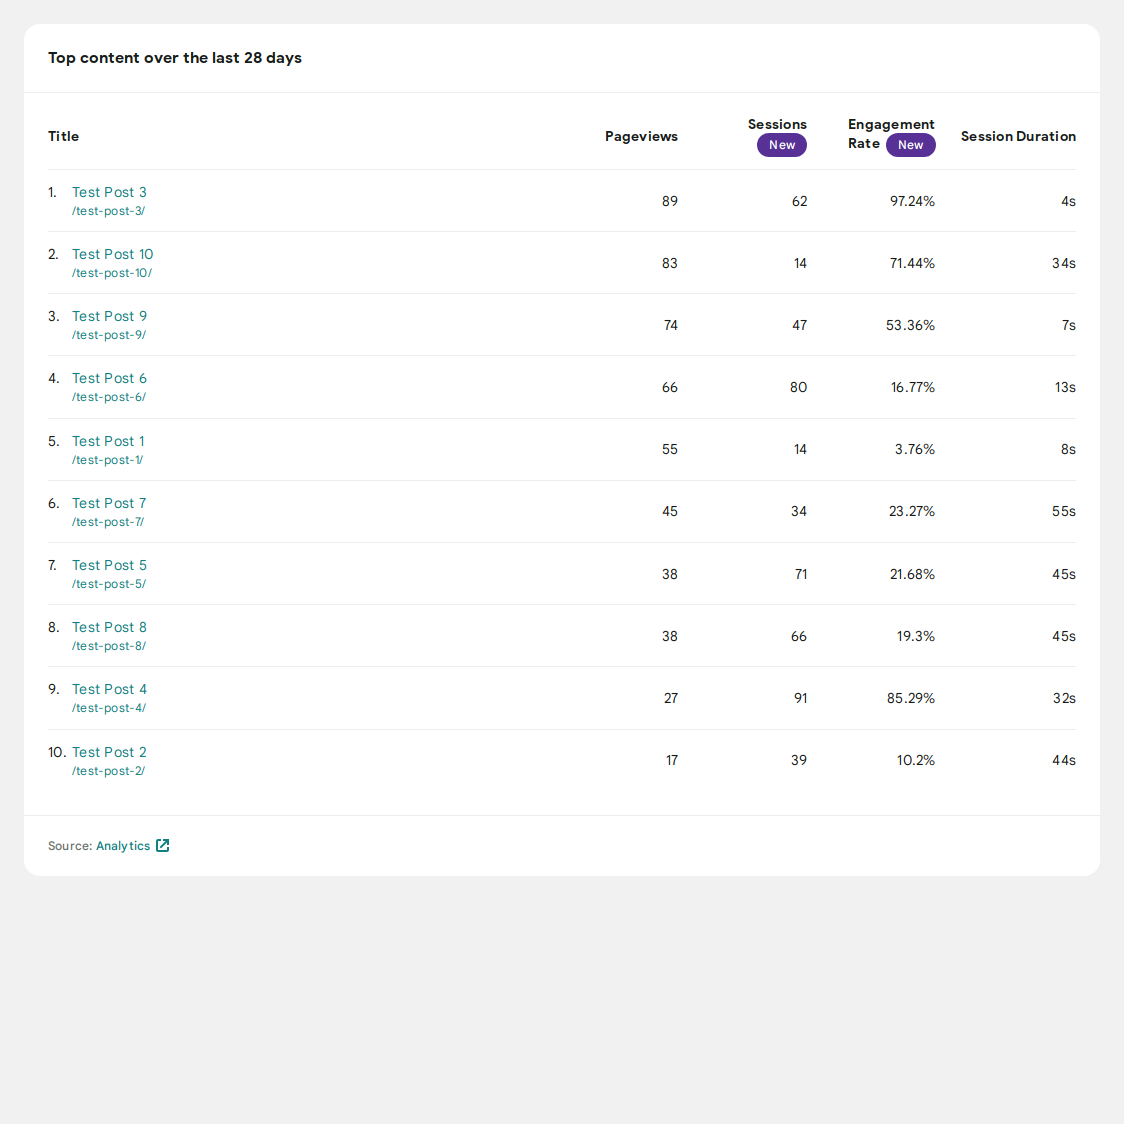 Top content over the last 28 days
Title Pageviews Sessions New Engagement Rate New Session Duration
1. Test Post 3 89 62 97.24% 4s
/test-post-3/
2. Test Post 10 83 14 71.44% 34s
/test-post-10/
3. Test Post 9 74 47 53.36% 7s
/test-post-9/
4. Test Post 6 66 80 16.77% 13s
/test-post-6/
5. Test Post 1 55 14 3.76% 8s
/test-post-1/
6. Test Post 7 45 34 23.27% 55s
/test-post-7/
7. Test Post 5 38 71 21.68% 45s
/test-post-5/
8. Test Post 8 38 66 19.3% 45s
/test-post-8/
9. Test Post 4 27 91 85.29% 32s
/test-post-4/
10. Test Post 2 17 39 10.2% 44s
/test-post-2/
Source: Analytics